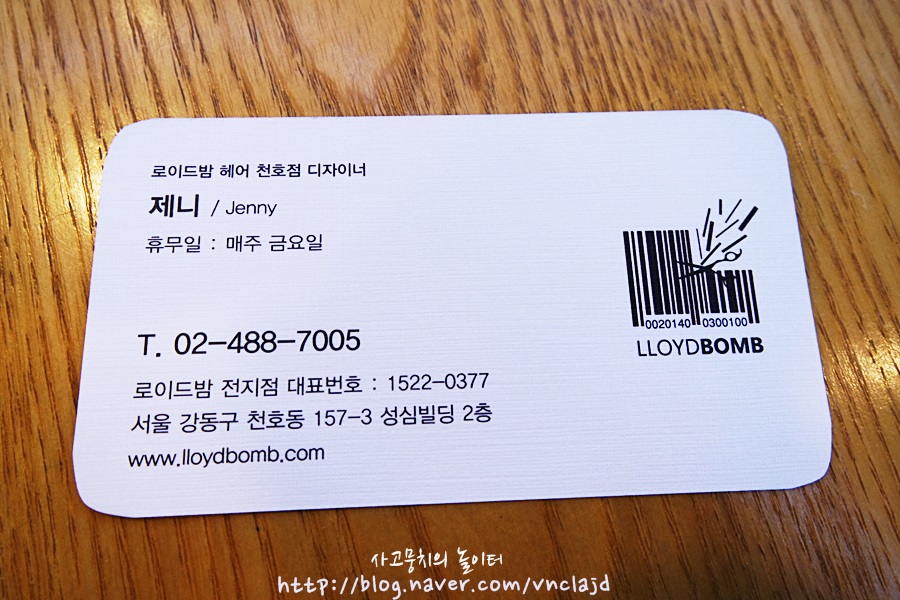 로이드밤 헤어 천호점 디자이너
제니 / Jenny
휴무일 : 매주 금요일
0020140 0300100
LLOYDBOMB
T. 02-488-7005
로이드밤 전지점 대표번호 : 1522-0377
서울 강동구 천호동 157-3 성심빌딩 2층
www.lloydbomb.com
사고뭉치의 놀이터
http://blog.naver.com/vnclajd